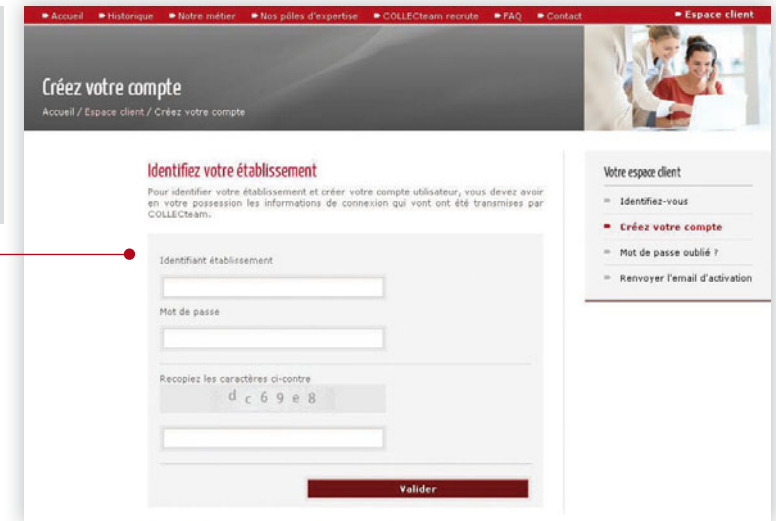 Accueil Historique Notre métier Nos pôles d'expertise COLLECteam recrute FAQ Contact Espace client
Créez votre compte
Accueil / Espace client / Créez votre compte
Identifiez votre établissement
Pour identifier votre établissement et créer votre compte utilisateur, vous devez avoir
en votre possession les informations de connexion qui vont ont été transmises par
COLLECteam.
Identifiant établissement
Mot de passe
Recopiez les caractères ci-contre
d c 6 9 e 8
Valider
Votre espace client
Identifiez-vous
Créez votre compte
Mot de passe oublié ?
Renvoyer l'email d'activation